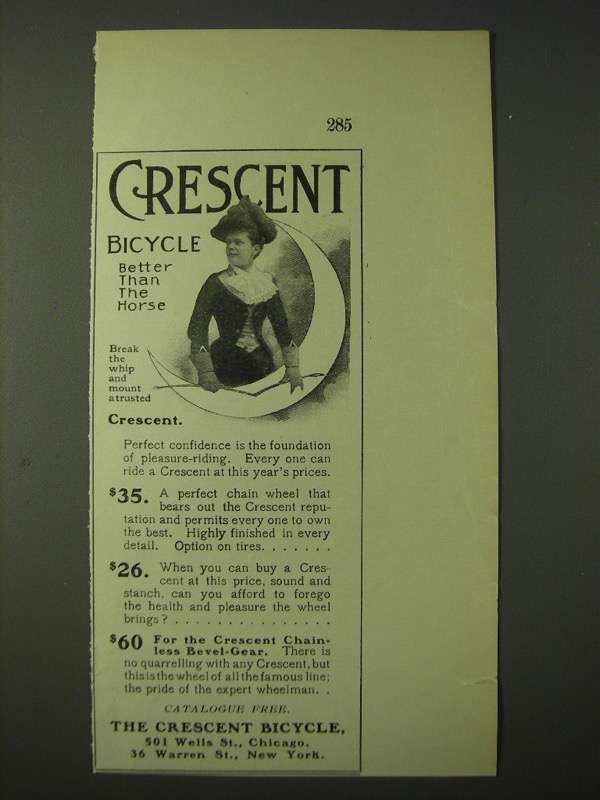 285
CRESCENT
BICYCLE
Better
Than
The
Horse
Break
the
whip
and
mount
a trusted
Crescent.
Perfect confidence is the foundation
of pleasure-riding. Every one can
ride a Crescent at this year's prices.
$35. A perfect chain wheel that
bears out the Crescent repu-
tation and permits every one to own
the best. Highly finished in every
detail. Option on tires. . . . . . .
$26. When you can buy a Cres-
cent at this price, sound and
stanch, can you afford to forego
the health and pleasure the wheel
brings? . . . . . . . . . . . . . . .
$60 For the Crescent Chain-
less Bevel-Gear. There is
no quarrelling with any Crescent, but
this is the wheel of all the famous line;
the pride of the expert wheelman. . .
CATALOGUE FREE.
THE CRESCENT BICYCLE,
501 Wells St., Chicago.
36 Warren St., New York.